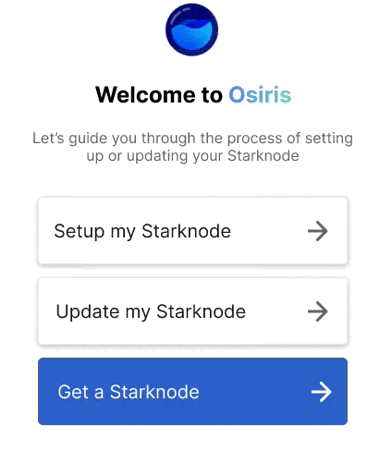 Welcome to Osiris
Let's guide you through the process of setting
up or updating your Starknode
Setup my Starknode
Update my Starknode
Get a Starknode